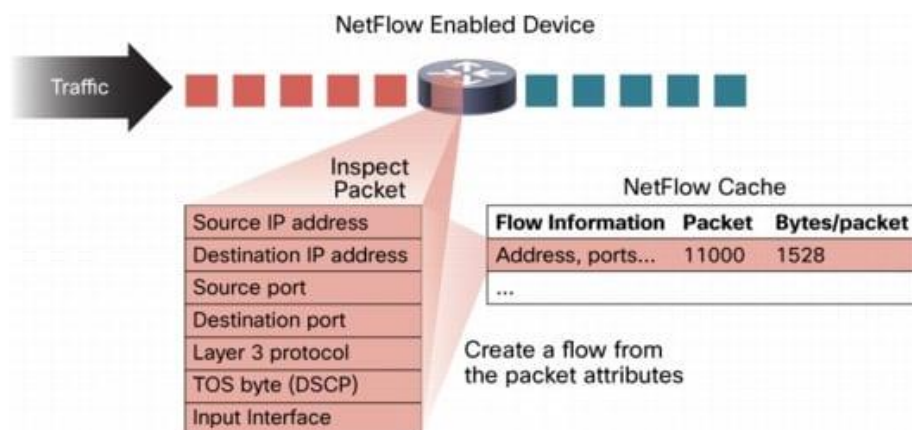 NetFlow Enabled Device
Traffic
Inspect
Packet
Source IP address
Destination IP address
Source port
Destination port
Layer 3 protocol
TOS byte (DSCP)
Input Interface
NetFlow Cache
Flow Information Packet Bytes/packet
Address, ports... 11000 1528
...
Create a flow from
the packet attributes